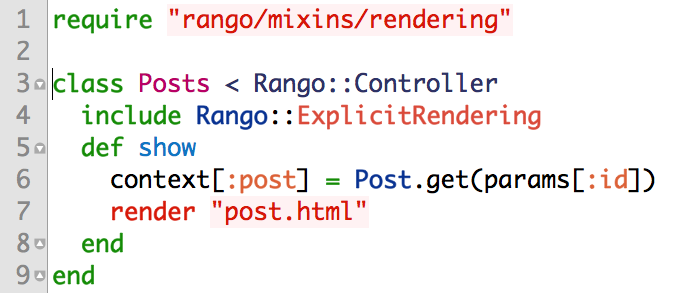 1 require "rango/mixins/rendering"
2
3 class Posts < Rango::Controller
4   include Rango::ExplicitRendering
5   def show
6     context[:post] = Post.get(params[:id])
7     render "post.html"
8   end
9 end